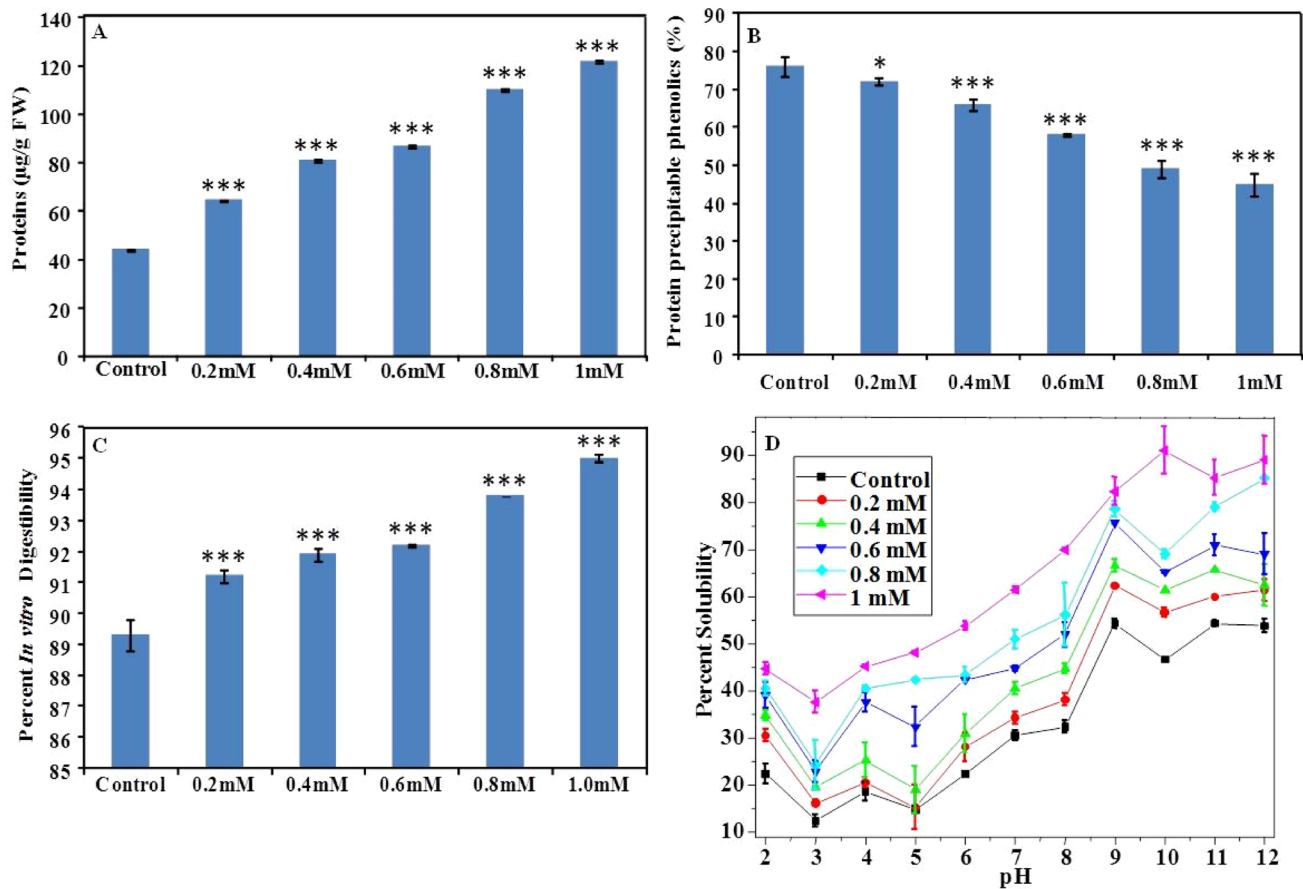 A
Proteins (µg/g FW)
140
120
100
80
60
40
20
0
***
***
***
***
***
Control
0.2mM
0.4mM
0.6mM
0.8mM
1mM
B
Protein precipitable phenolics (%)
90
80
70
60
50
40
30
20
10
0
*
***
***
***
***
Control
0.2mM
0.4mM
0.6mM
0.8mM
1mM
C
Percent In vitro Digestibility
96
95
94
93
92
91
90
89
88
87
86
85
***
***
***
***
***
Control
0.2mM
0.4mM
0.6mM
0.8mM
1.0mM
D
Percent Solubility
90
80
70
60
50
40
30
20
10
Control
0.2 mM
0.4 mM
0.6 mM
0.8 mM
1 mM
2 3 4 5 6 7 8 9 10 11 12
pH